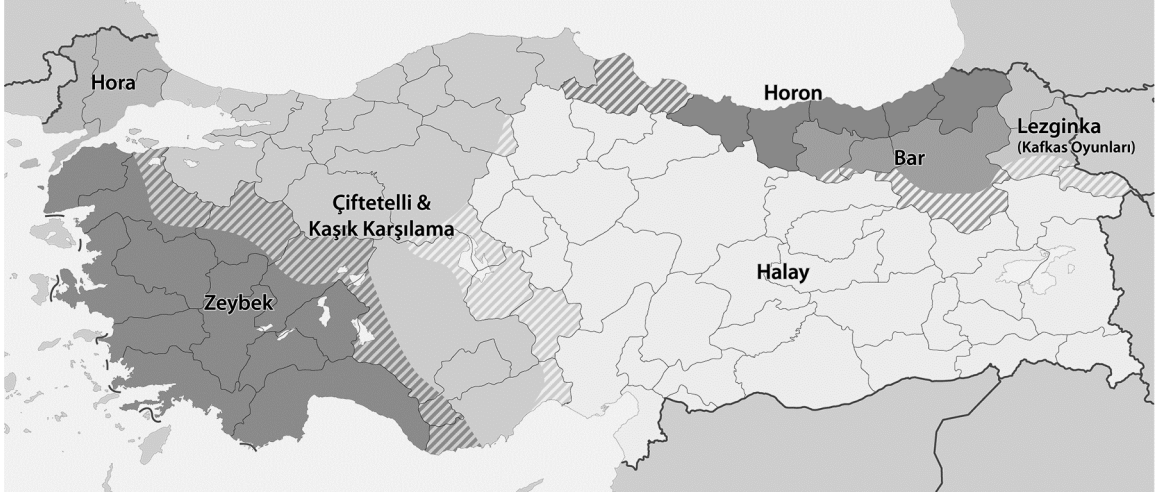 Hora
Horon
Lezginka
(Kafkas Oyunları)
Bar
Çiftetelli &
Kaşık Karşılama
Halay
Zeybek